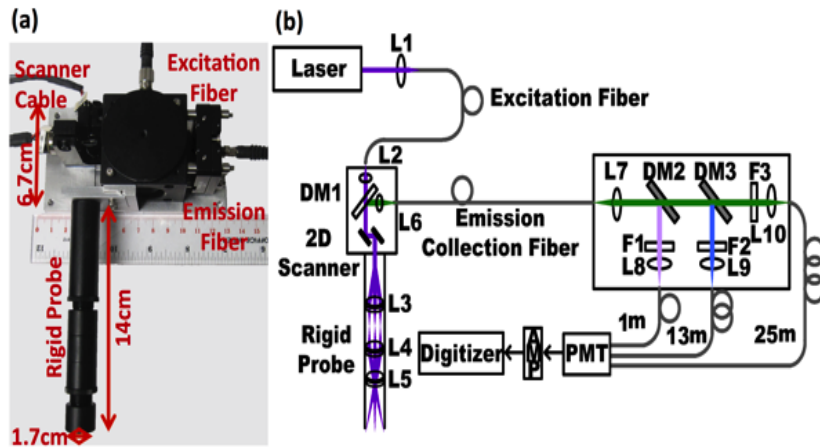 (a)
Scanner
Cable
Excitation
Fiber
6.7cm
Emission
Fiber
Rigid Probe
14cm
1.7cm
(b)
Laser
L1
Excitation Fiber
L2
DM1
L6
2D
Scanner
Emission
Collection Fiber
L7
DM2
DM3
F3
L10
F1
F2
L8
L9
L3
Rigid
Probe
L4
L5
1m
13m
25m
Digitizer
AMP
PMT